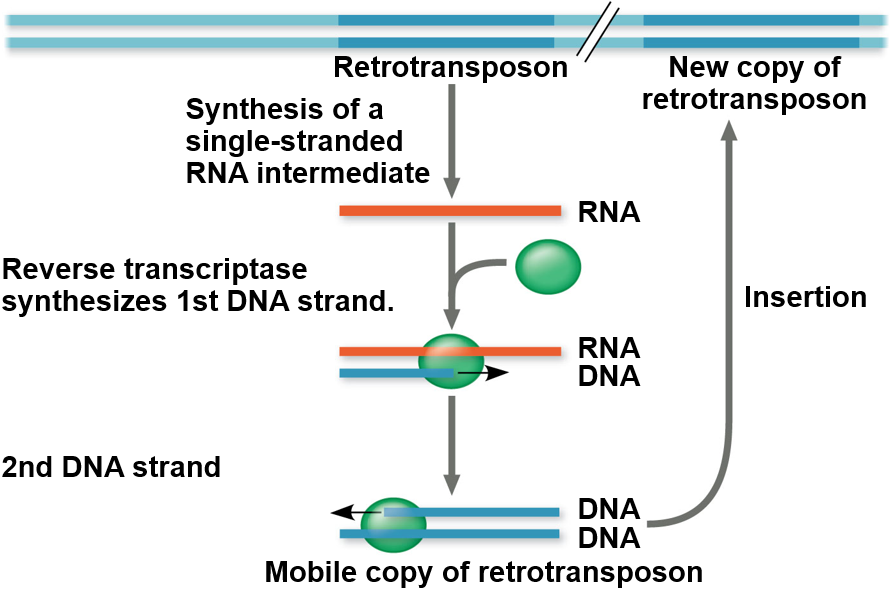 Retrotransposon
New copy of
retrotransposon
Synthesis of a
single-stranded
RNA intermediate
RNA
Reverse transcriptase
synthesizes 1st DNA strand.
Insertion
RNA
DNA
2nd DNA strand
DNA
DNA
Mobile copy of retrotransposon